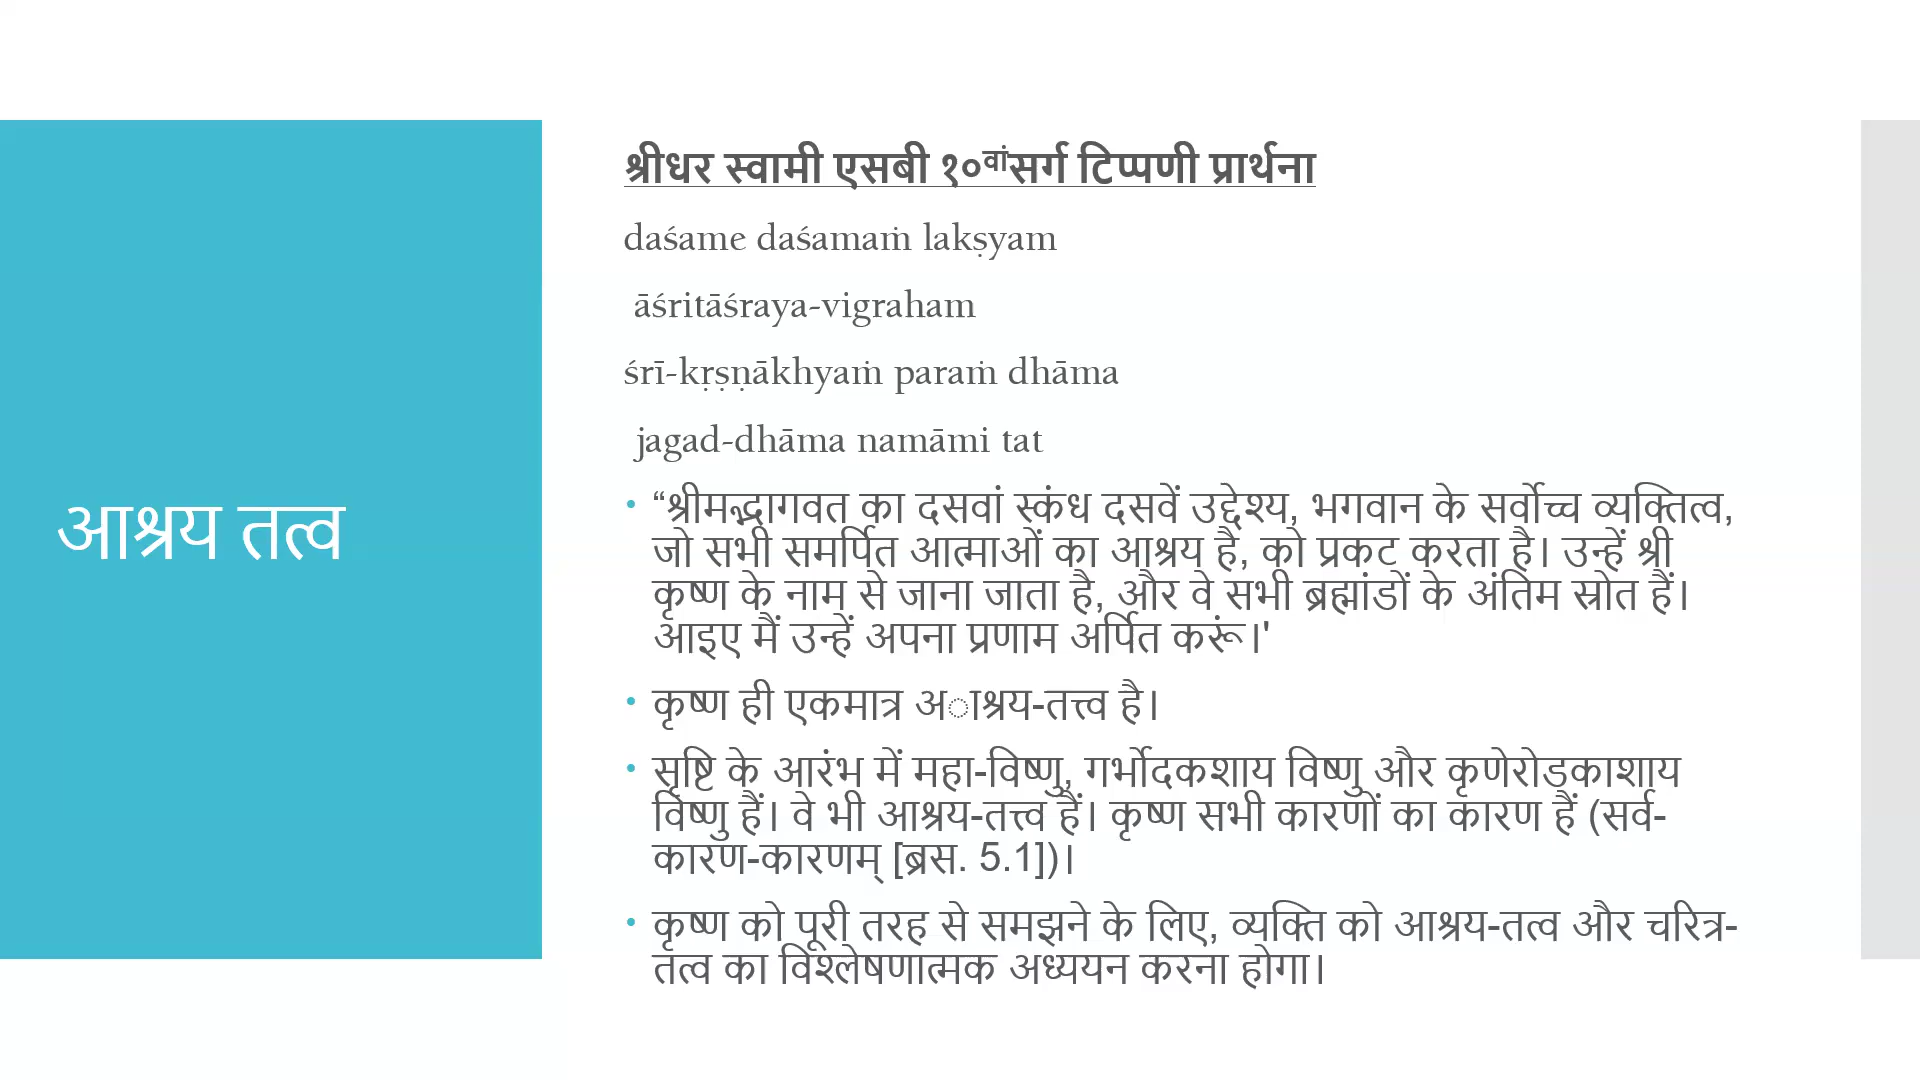 आश्रय तत्व
श्रीधर स्वामी एसबी १०वांसर्ग टिप्पणी प्रार्थना
daśame daśamaṁ lakṣyam
āśritāśraya-vigraham
śrī-kṛṣṇākhyaṁ paraṁ dhāma
jagad-dhāma namāmi tat
• “श्रीमद्भागवत का दसवां स्कंध दसवें उद्देश्य, भगवान के सर्वोच्च व्यक्तित्व,
जो सभी समर्पित आत्माओं का आश्रय है, को प्रकट करता है। उन्हें श्री
कृष्ण के नाम से जाना जाता है, और वे सभी ब्रह्मांडों के अंतिम स्रोत हैं।
आइए मैं उन्हें अपना प्रणाम अर्पित करूं।'
• कृष्ण ही एकमात्र अाश्रय-तत्त्व है।
• सृष्टि के आरंभ में महा-विष्णु, गर्भोदकशाय विष्णु और कृणेरोडकाशाय
विष्णु हैं। वे भी आश्रय-तत्त्व हैं। कृष्ण सभी कारणों का कारण हैं (सर्व-
कारण-कारणम् [ब्रस. 5.1])।
• कृष्ण को पूरी तरह से समझने के लिए, व्यक्ति को आश्रय-तत्व और चरित्र-
तत्व का विश्लेषणात्मक अध्ययन करना होगा।